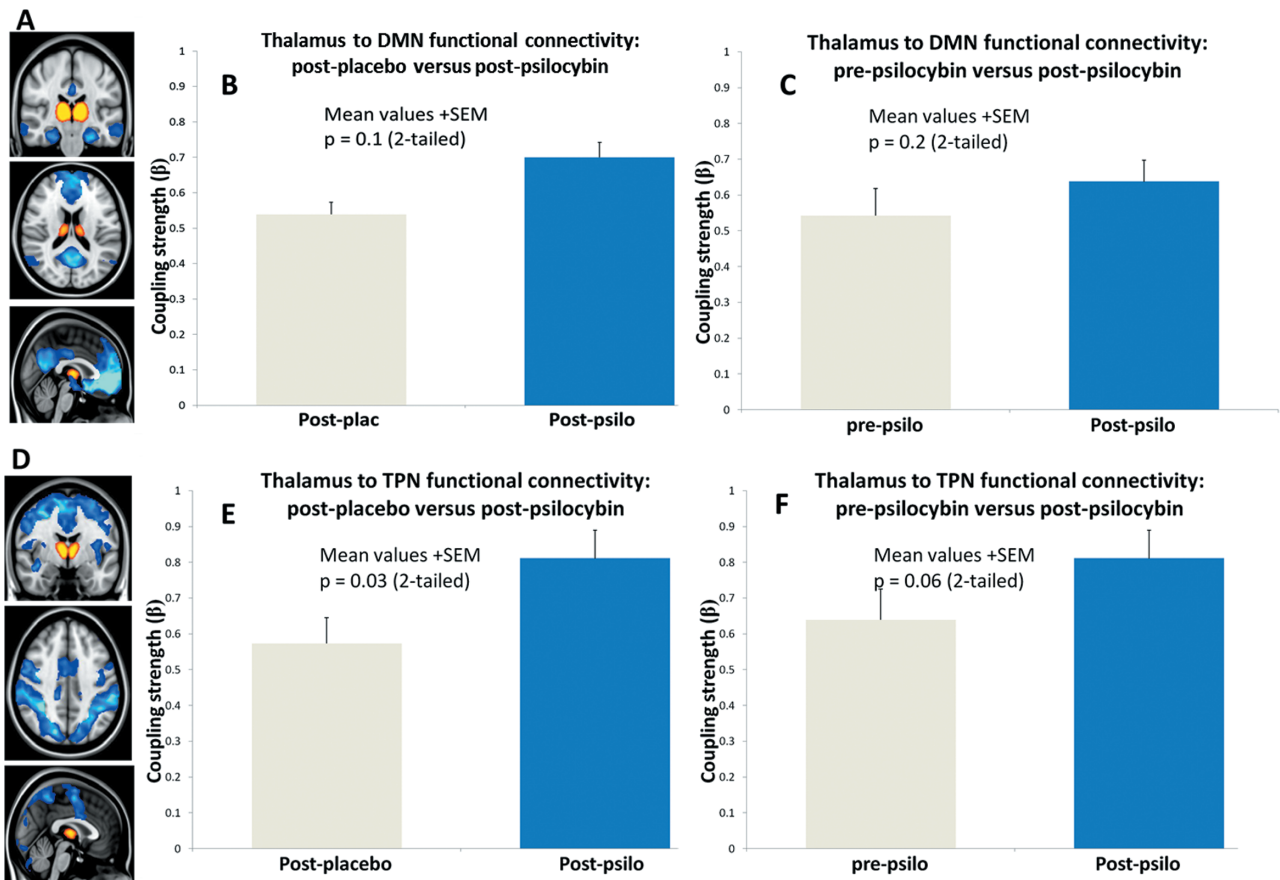 A
Thalamus to DMN functional connectivity:
post-placebo versus post-psilocybin
B
Mean values +SEM
p = 0.1 (2-tailed)
Coupling strength (β)
1
0.9
0.8
0.7
0.6
0.5
0.4
0.3
0.2
0.1
0
Post-plac
Post-psilo
Thalamus to DMN functional connectivity:
pre-psilocybin versus post-psilocybin
C
Mean values +SEM
p = 0.2 (2-tailed)
Coupling strength (β)
1
0.9
0.8
0.7
0.6
0.5
0.4
0.3
0.2
0.1
0
pre-psilo
Post-psilo
D
Thalamus to TPN functional connectivity:
post-placebo versus post-psilocybin
E
Mean values +SEM
p = 0.03 (2-tailed)
Coupling strength (β)
1
0.9
0.8
0.7
0.6
0.5
0.4
0.3
0.2
0.1
0
Post-placebo
Post-psilo
Thalamus to TPN functional connectivity:
pre-psilocybin versus post-psilocybin
F
Mean values +SEM
p = 0.06 (2-tailed)
Coupling strength (β)
1
0.9
0.8
0.7
0.6
0.5
0.4
0.3
0.2
0.1
0
pre-psilo
Post-psilo